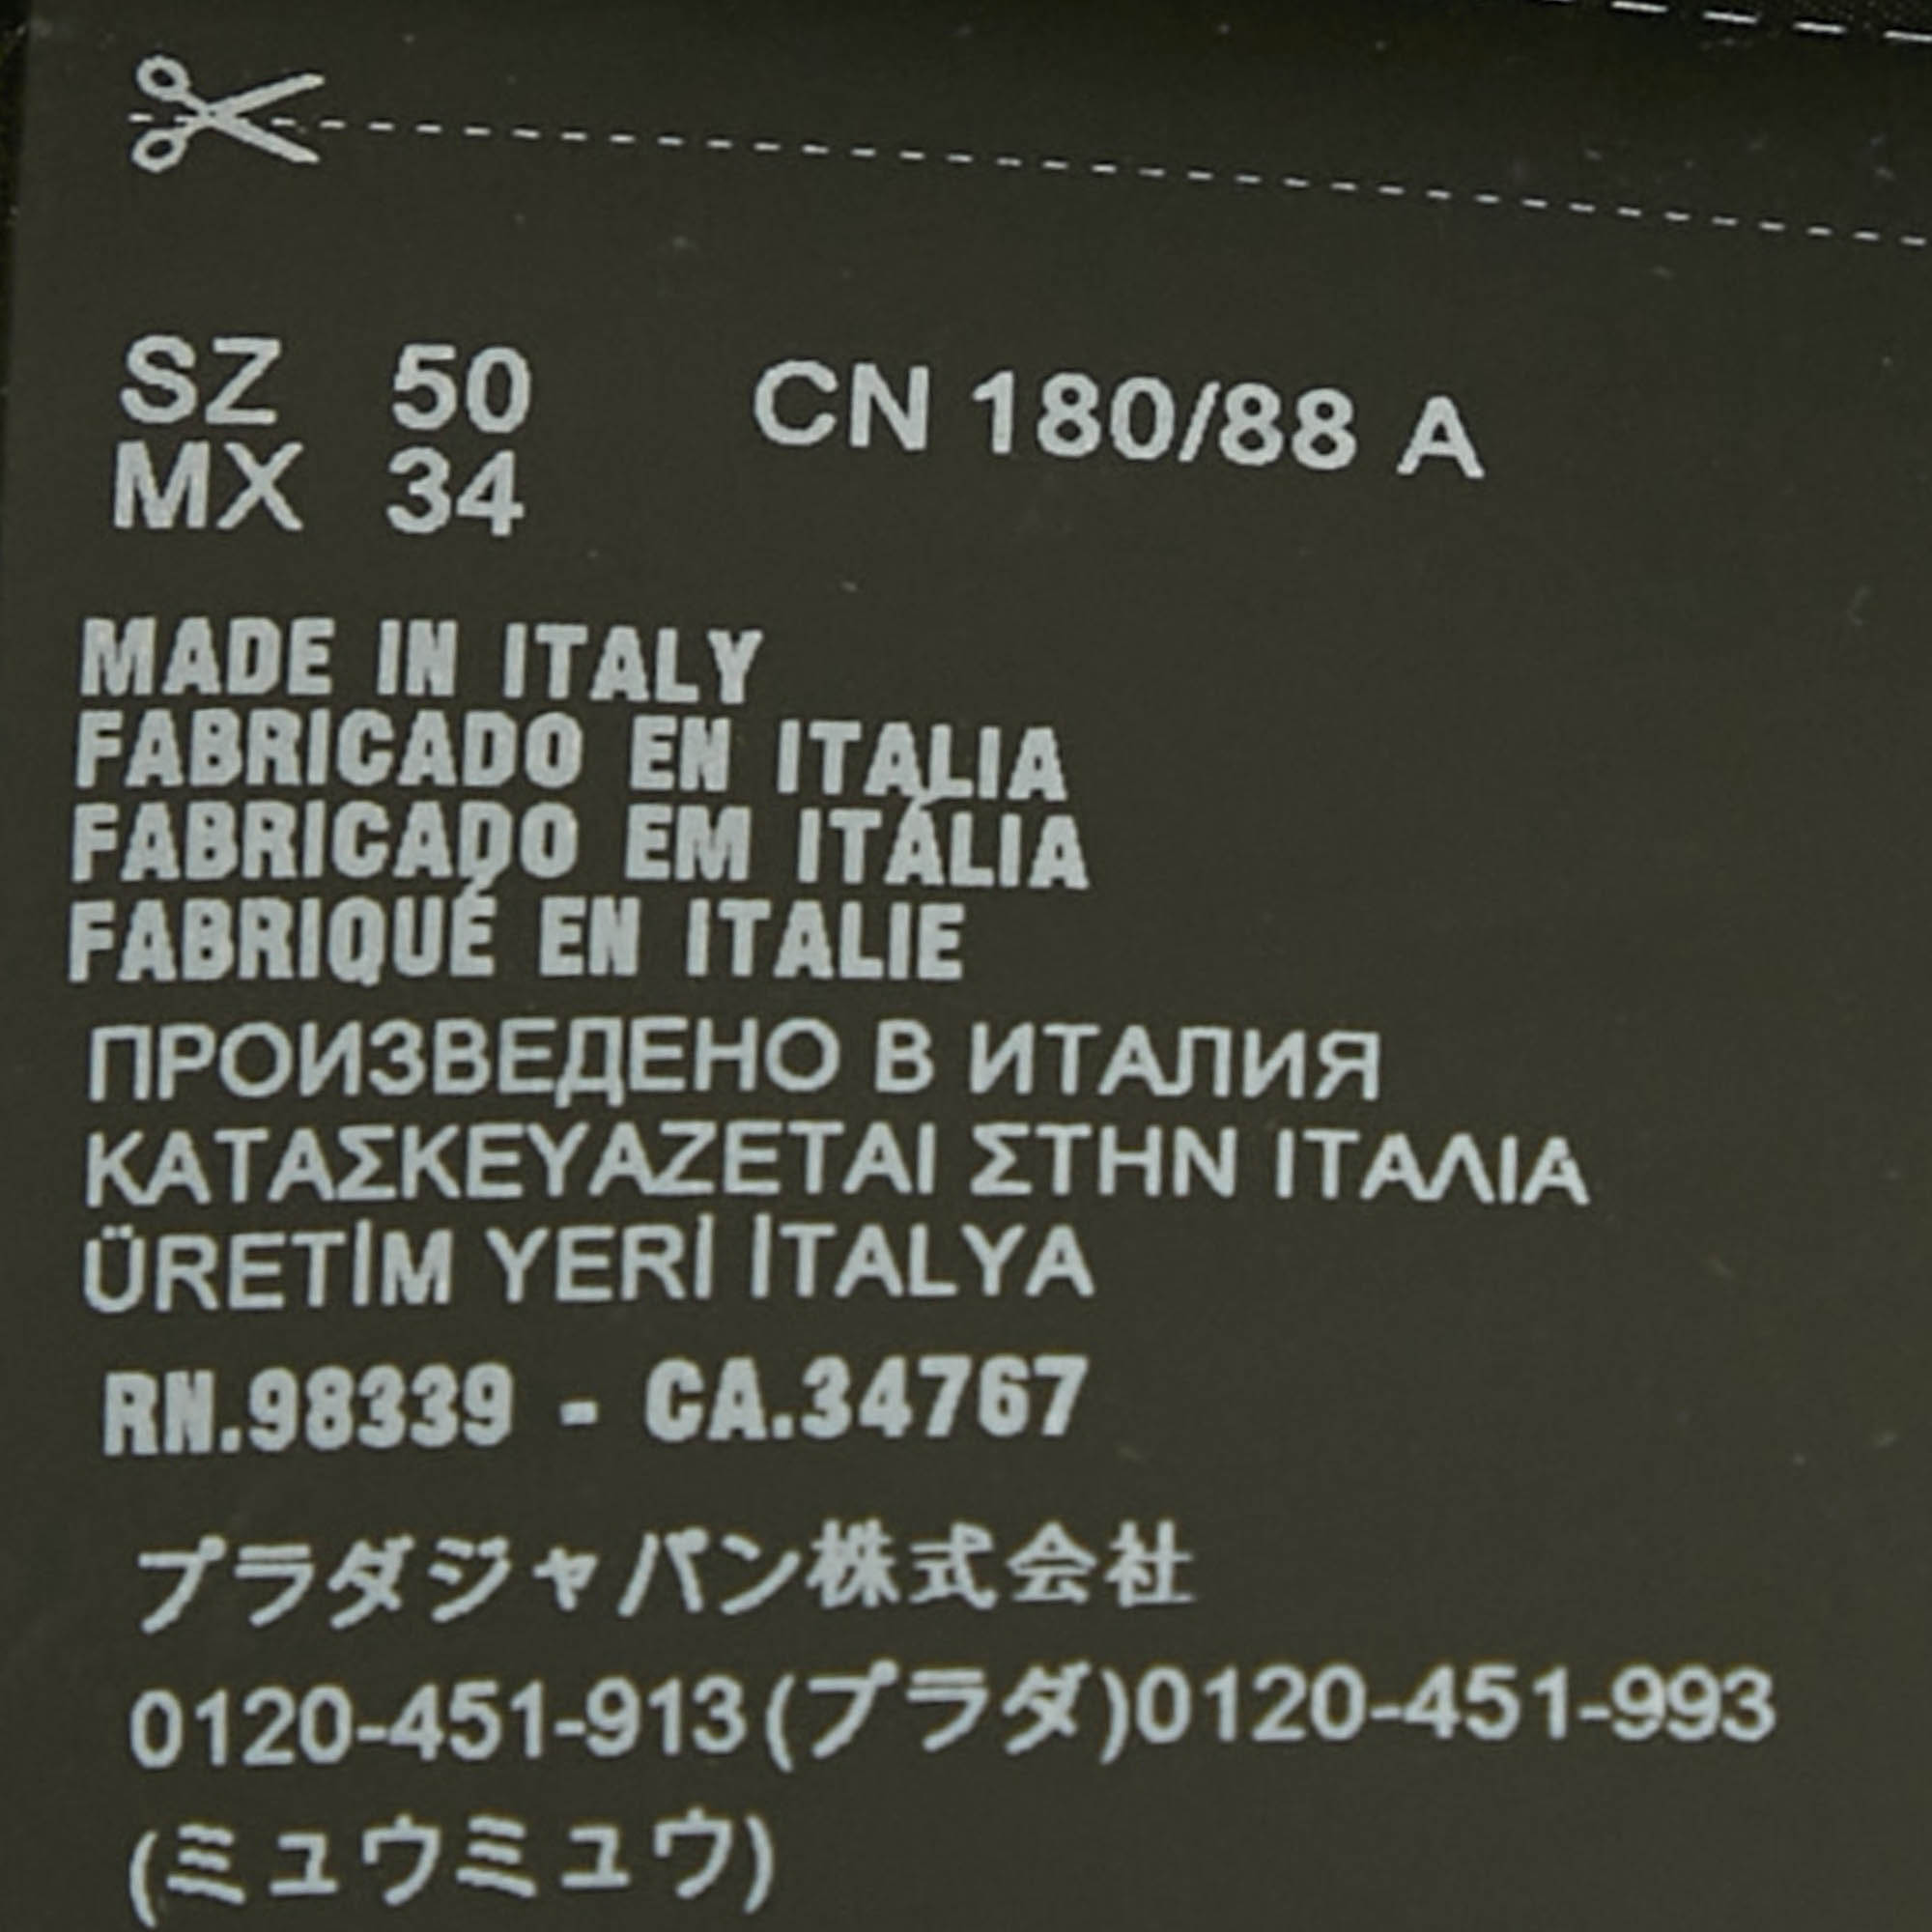 SZ 50 CN 180/88 A
MX 34
MADE IN ITALY
FABRICADO EN ITALIA
FABRICADO EM ITÁLIA
FABRIQUÉ EN ITALIE
ПРОИЗВЕДЕНО В ИТАЛИЯ
ΚΑΤΑΣΚΕΥΑΖΕΤΑΙ ΣΤΗΝ ΙΤΑΛΙΑ
ÜRETİM YERİ İTALYA
RN.98339 - CA.34767
プラダジャパン株式会社
0120-451-913(プラダ)0120-451-993
(ミュウミュウ)